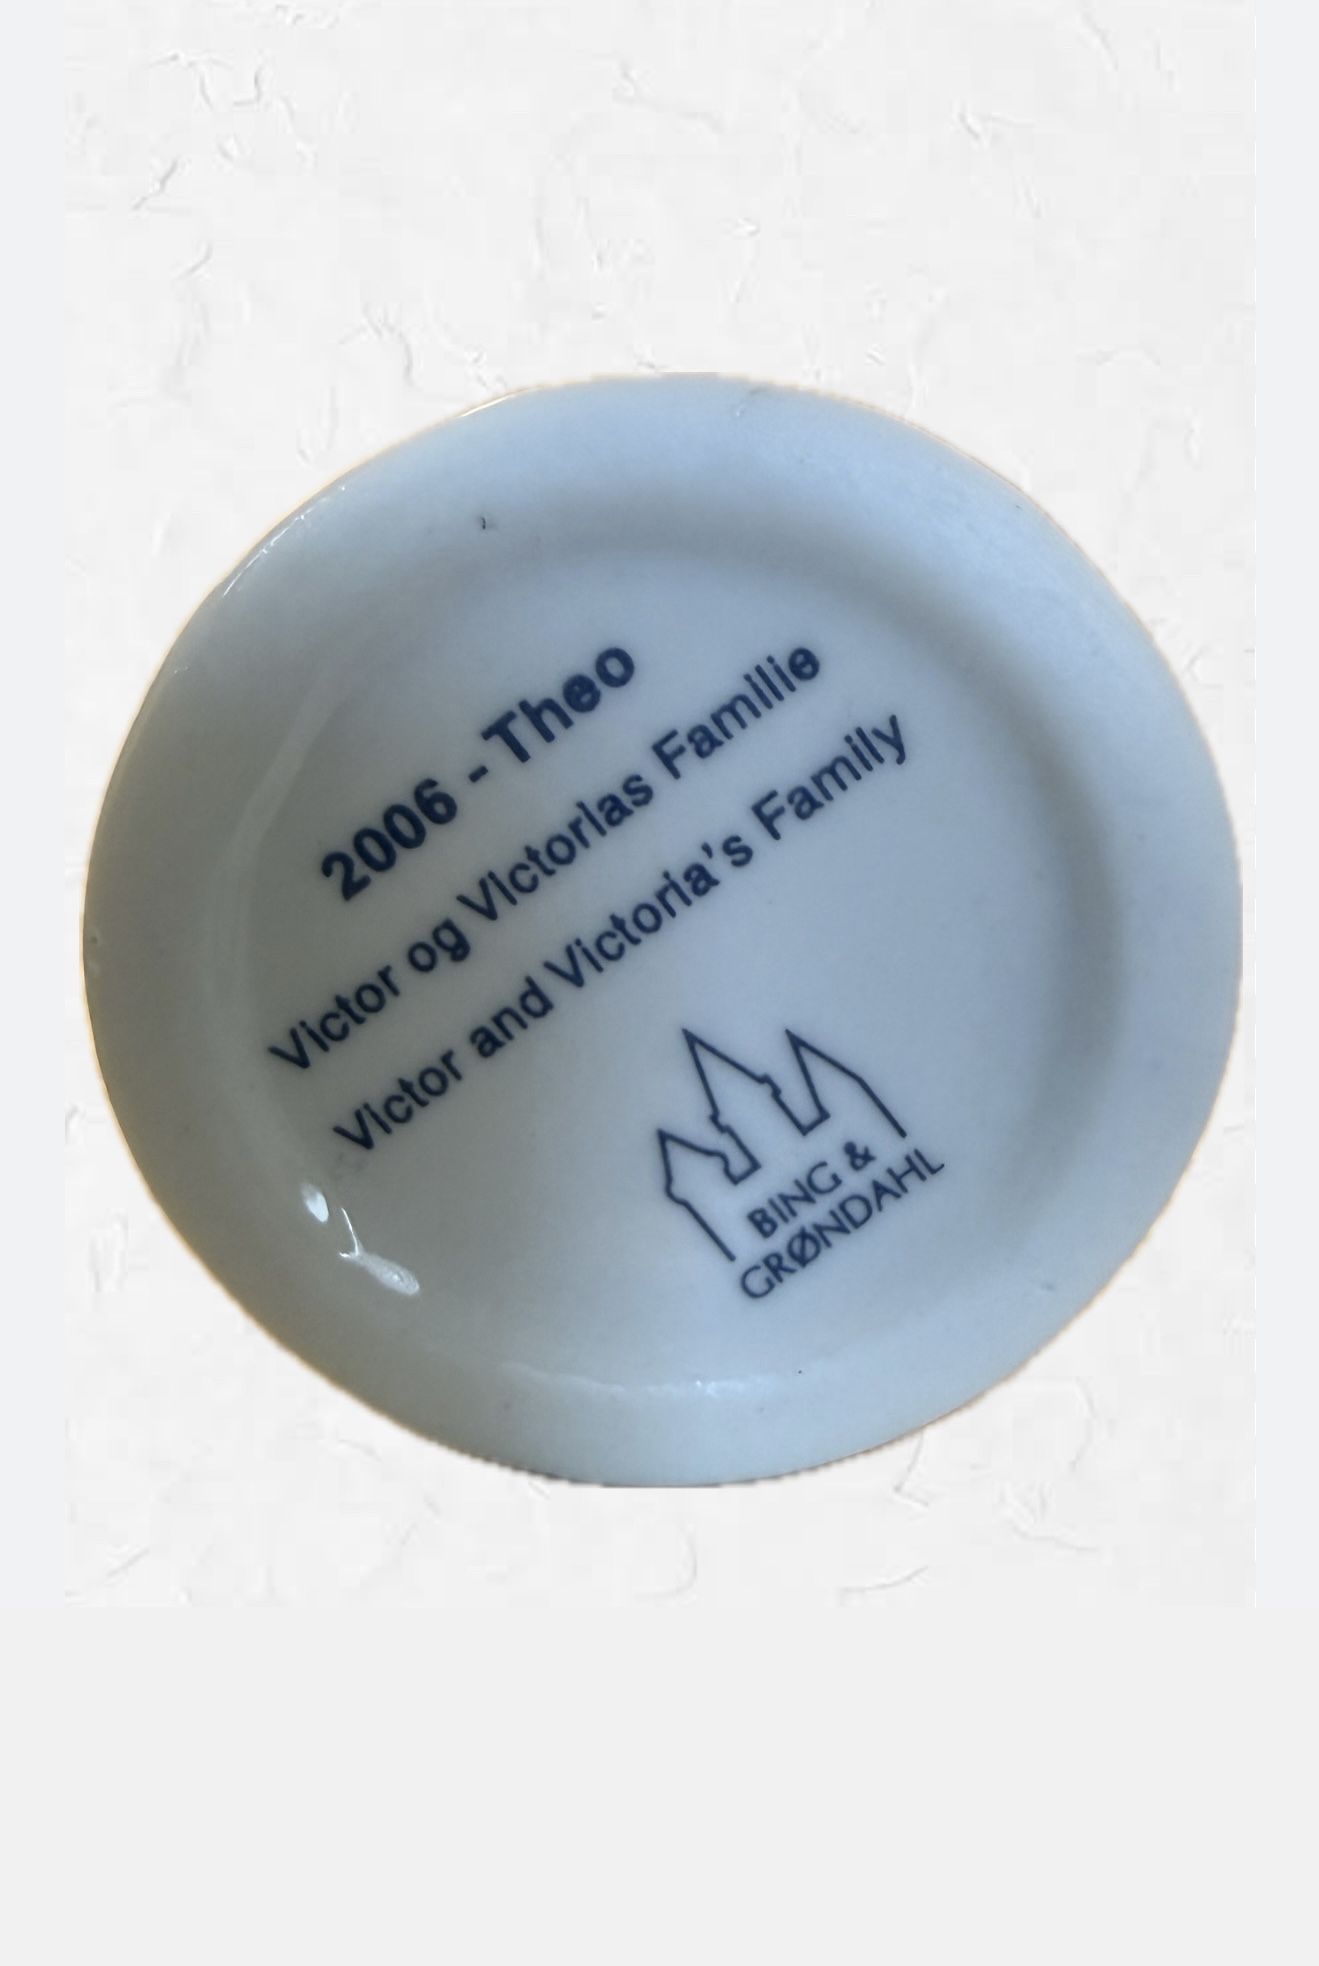 2006 - Theo
Victor og Victorias Familie
Victor and Victoria's Family
BING &
GRØNDAHL